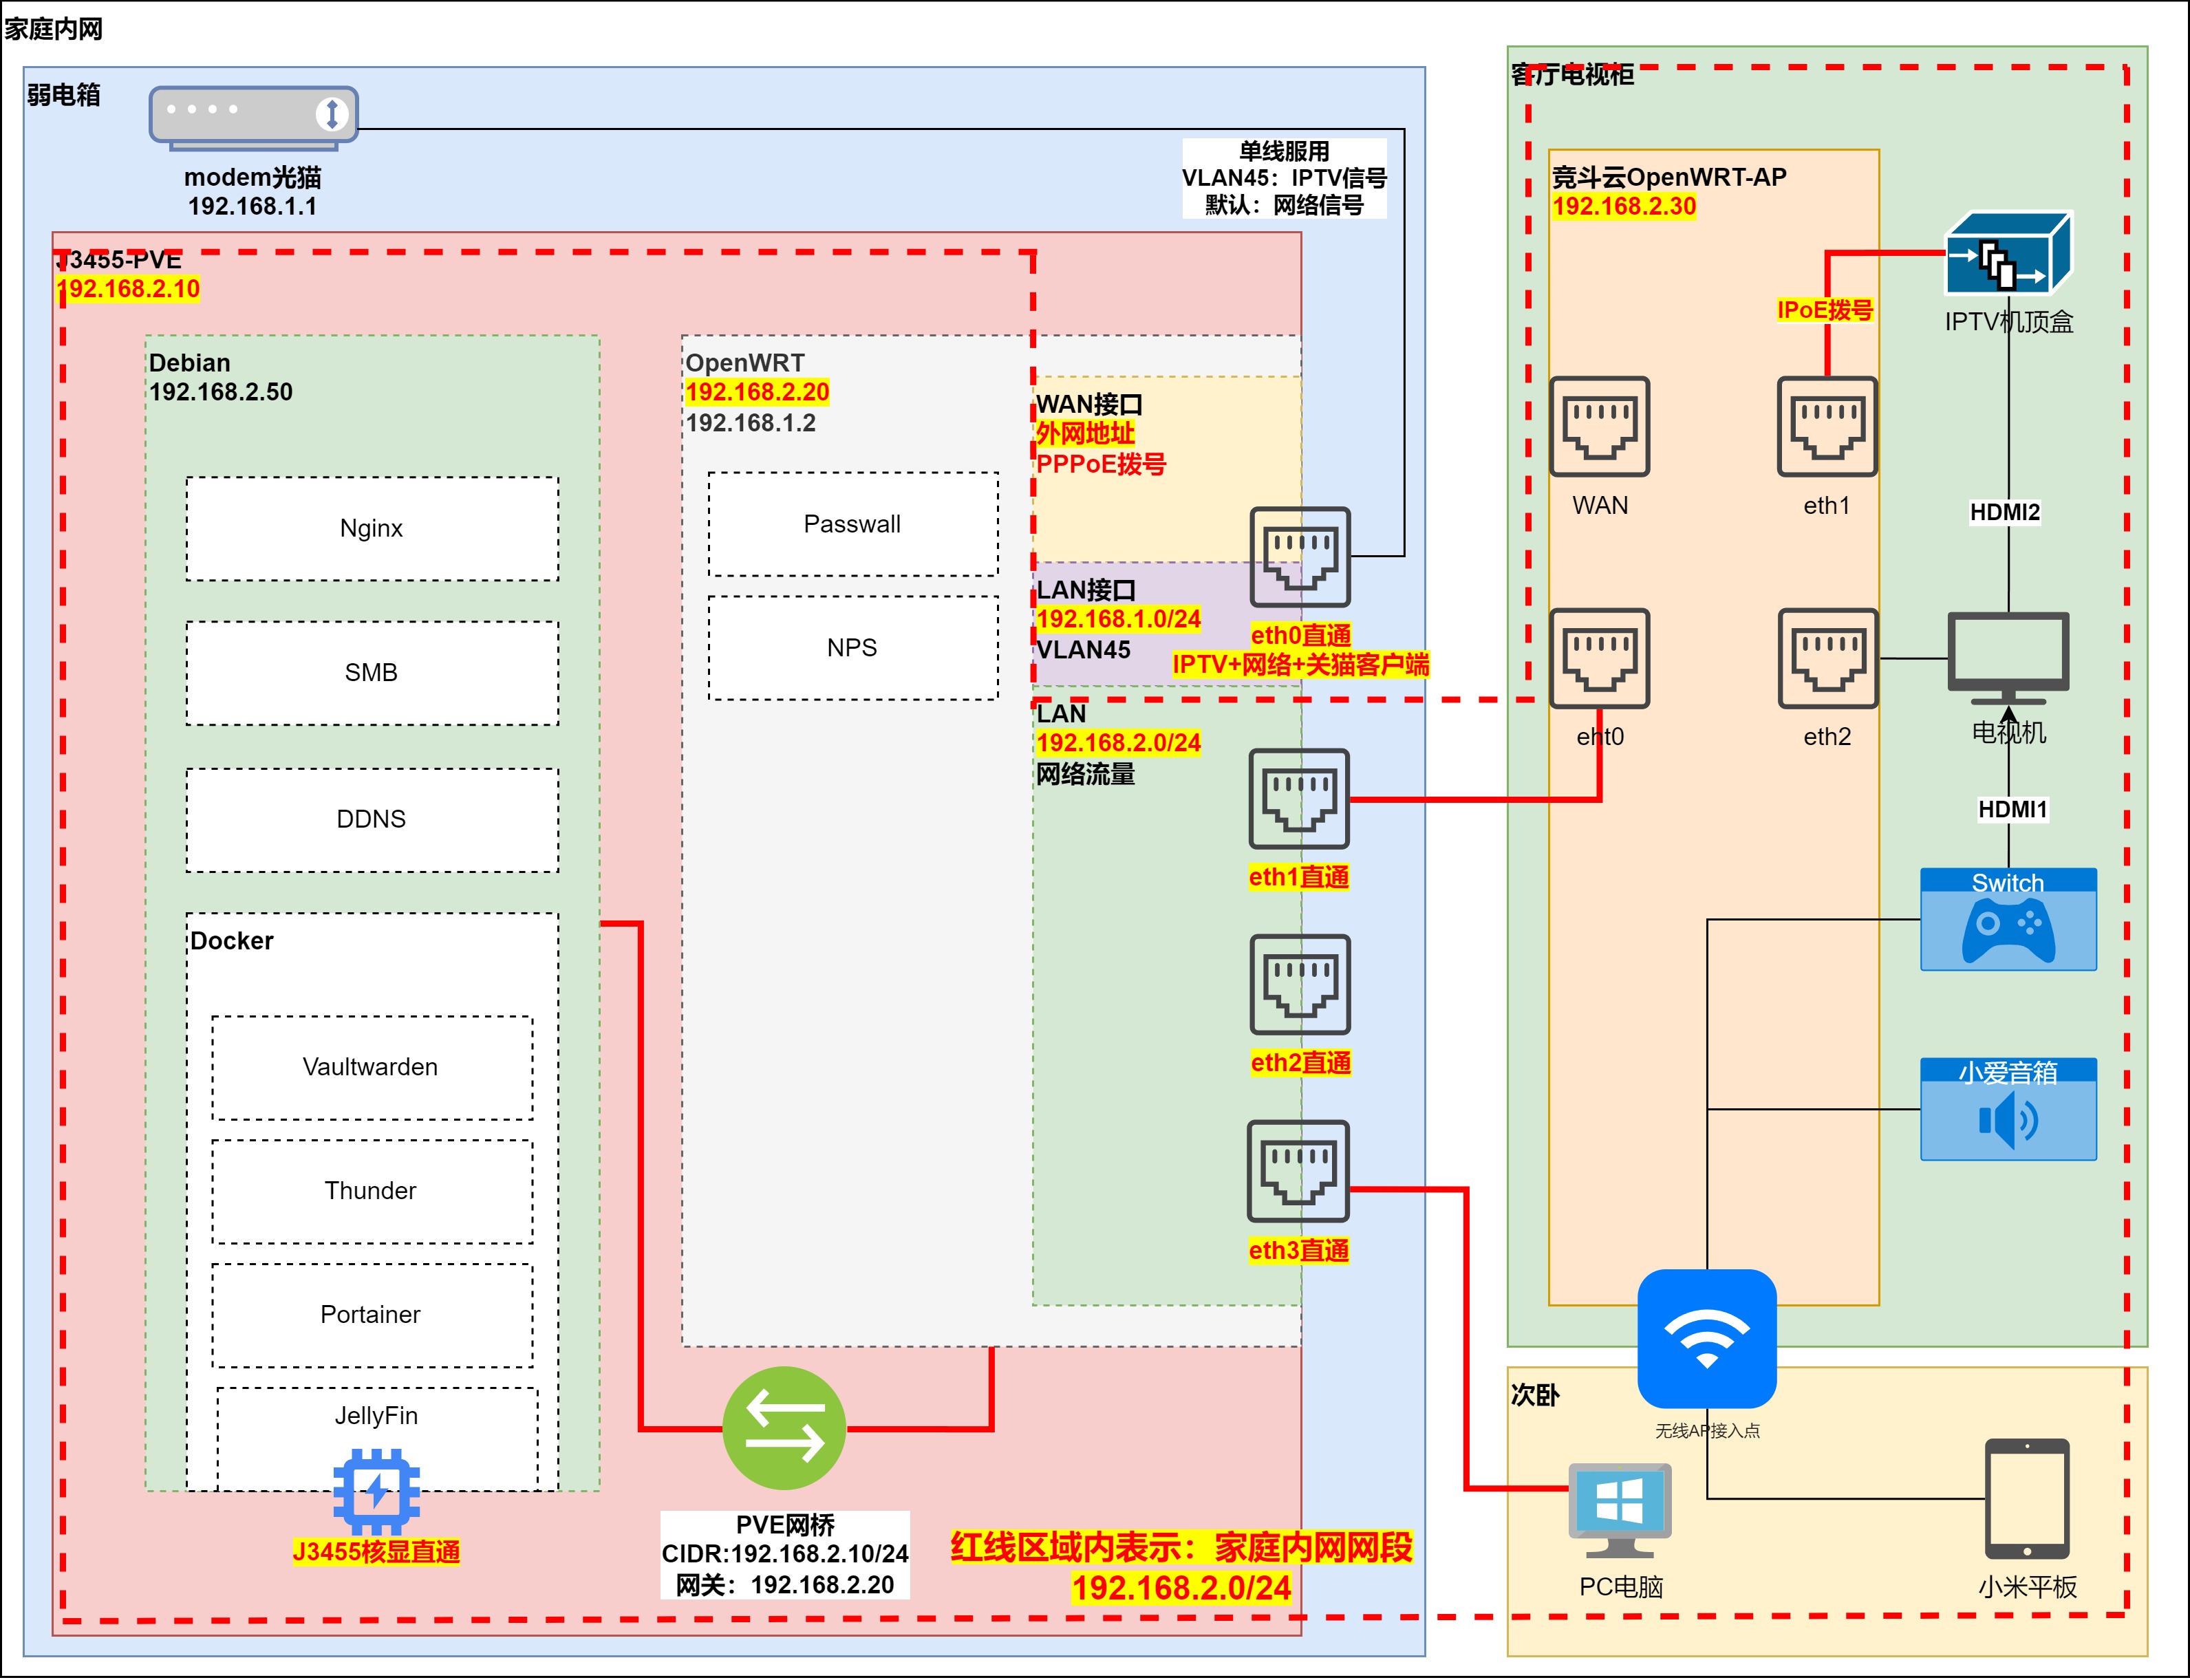 家庭内网
弱电箱
modem光猫
192.168.1.1
单线服用
VLAN45：IPTV信号
默认：网络信号
J3455-PVE
192.168.2.10
Debian
192.168.2.50
Nginx
SMB
DDNS
Docker
Vaultwarden
Thunder
Portainer
JellyFin
J3455核显直通
OpenWRT
192.168.2.20
192.168.1.2
Passwall
NPS
WAN接口
外网地址
PPPoE拨号
LAN接口
192.168.1.0/24
VLAN45
eth0直通
IPTV+网络+关猫客户端
LAN
192.168.2.0/24
网络流量
eth1直通
eth2直通
eth3直通
PVE网桥
CIDR:192.168.2.10/24
网关：192.168.2.20
红线区域内表示：家庭内网网段
192.168.2.0/24
客厅电视柜
竞斗云OpenWRT-AP
192.168.2.30
IPoE拨号
IPTV机顶盒
WAN
eth1
HDMI2
eht0
eth2
电视机
HDMI1
Switch
小爱音箱
无线AP接入点
次卧
PC电脑
小米平板